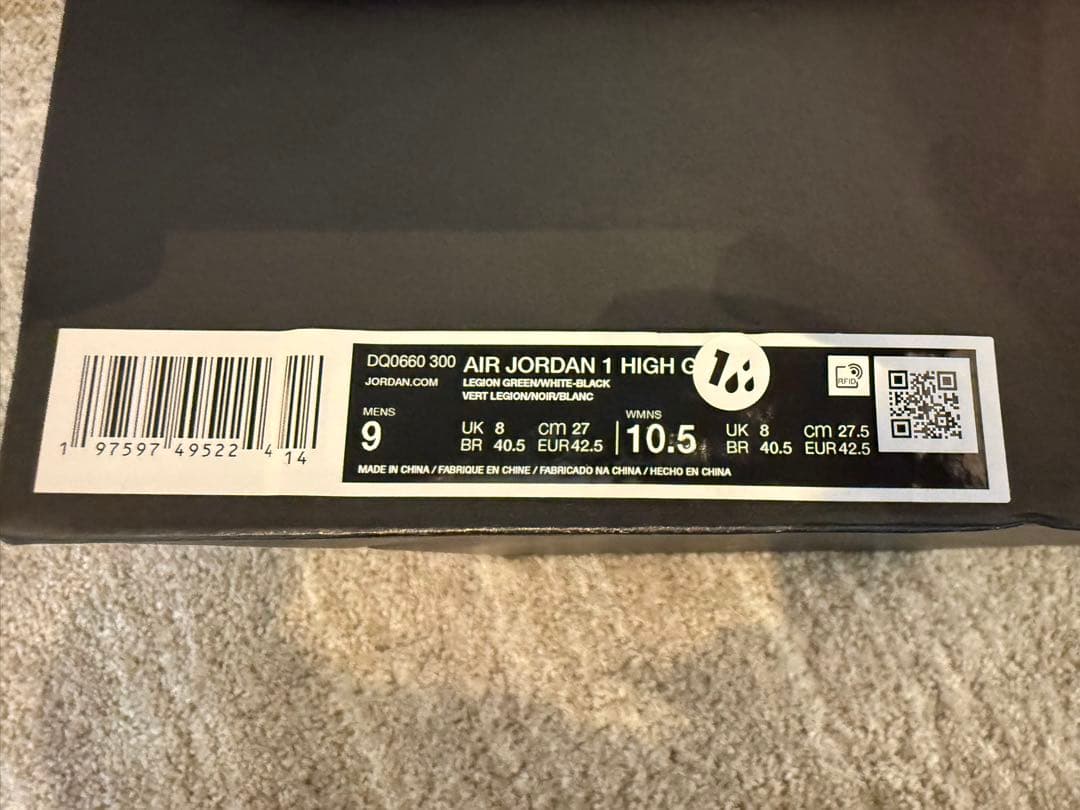 DQ0660 300 AIR JORDAN 1 HIGH G
JORDAN.COM
LEGION GREEN/WHITE-BLACK
VERT LEGION/NOIR/BLANC
MENS
9
UK 8 cm 27
BR 40.5 EUR 42.5
WMNS
10.5
UK 8 cm 27.5
BR 40.5 EUR 42.5
MADE IN CHINA / FABRIQUE EN CHINE / FABRICADO NA CHINA / HECHO EN CHINA
1 97597 49522 4 14
1
RFID